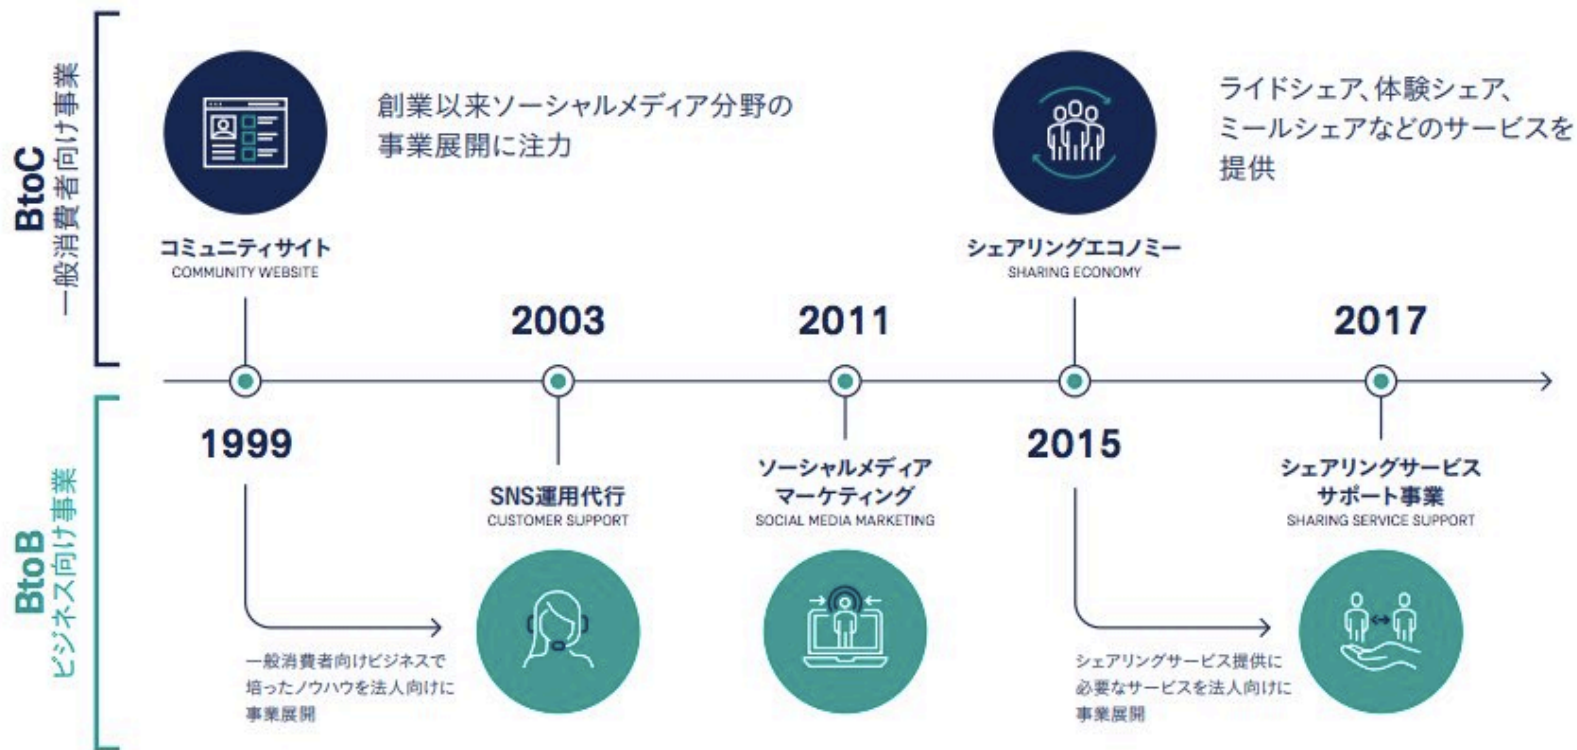 BtoC
一般消費者向け事業
創業以来ソーシャルメディア分野の
事業展開に注力
コミュニティサイト
COMMUNITY WEBSITE
ライドシェア、体験シェア、
ミールシェアなどのサービスを
提供
シェアリングエコノミー
SHARING ECONOMY
2003
2011
2017
1999
2015
BtoB
ビジネス向け事業
SNS運用代行
CUSTOMER SUPPORT
ソーシャルメディア
マーケティング
SOCIAL MEDIA MARKETING
シェアリングサービス
サポート事業
SHARING SERVICE SUPPORT
一般消費者向けビジネスで
培ったノウハウを法人向けに
事業展開
シェアリングサービス提供に
必要なサービスを法人向けに
事業展開